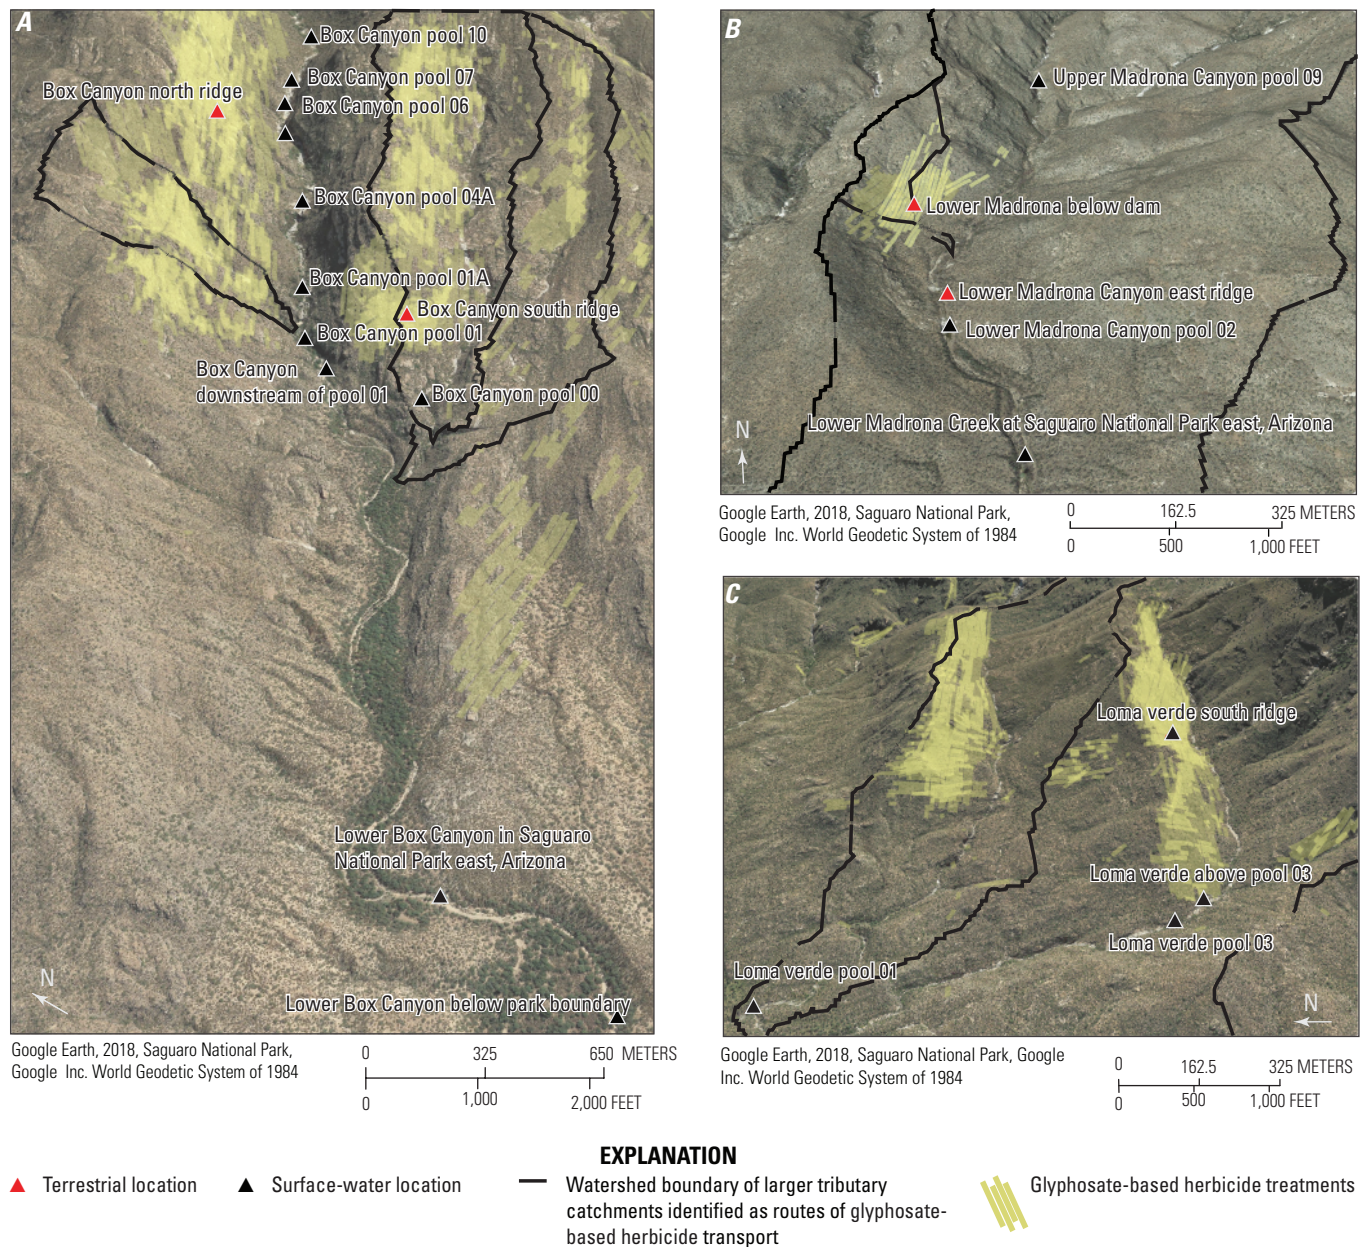 A
Box Canyon pool 10
Box Canyon pool 07
Box Canyon north ridge
Box Canyon pool 06
Box Canyon pool 04A
Box Canyon pool 01A
Box Canyon south ridge
Box Canyon pool 01
Box Canyon
downstream of pool 01
Box Canyon pool 00
Lower Box Canyon in Saguaro
National Park east, Arizona
N
Lower Box Canyon below park boundary
Google Earth, 2018, Saguaro National Park,
Google Inc. World Geodetic System of 1984
0 325 650 METERS
0 1,000 2,000 FEET
B
Upper Madrona Canyon pool 09
Lower Madrona below dam
Lower Madrona Canyon east ridge
Lower Madrona Canyon pool 02
Lower Madrona Creek at Saguaro National Park east, Arizona
N
Google Earth, 2018, Saguaro National Park,
Google Inc. World Geodetic System of 1984
0 162.5 325 METERS
0 500 1,000 FEET
C
Loma verde south ridge
Loma verde above pool 03
Loma verde pool 03
Loma verde pool 01
N
Google Earth, 2018, Saguaro National Park, Google
Inc. World Geodetic System of 1984
0 162.5 325 METERS
0 500 1,000 FEET
EXPLANATION
Terrestrial location
Surface-water location
Watershed boundary of larger tributary
catchments identified as routes of glyphosate-
based herbicide transport
Glyphosate-based herbicide treatments